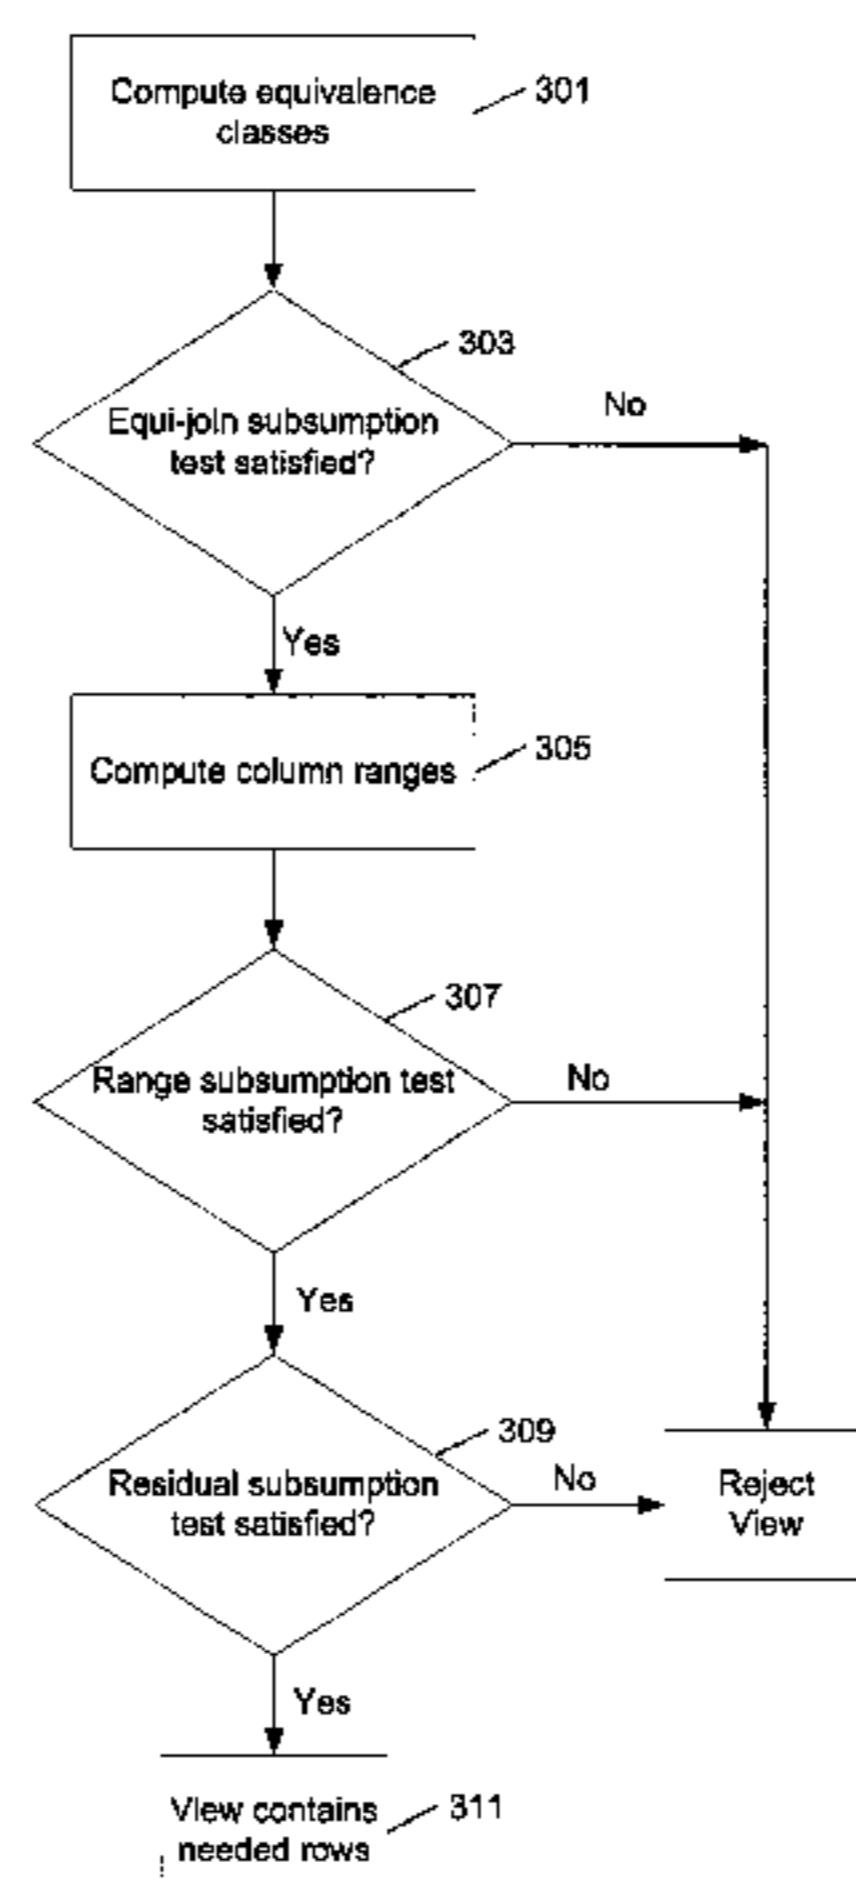 Compute equivalence
classes
301
303
Equi-join subsumption
test satisfied?
No
Yes
Compute column ranges
305
307
Range subsumption test
satisfied?
No
Yes
309
Residual subsumption
test satisfied?
No
Reject
View
Yes
View contains
needed rows
311